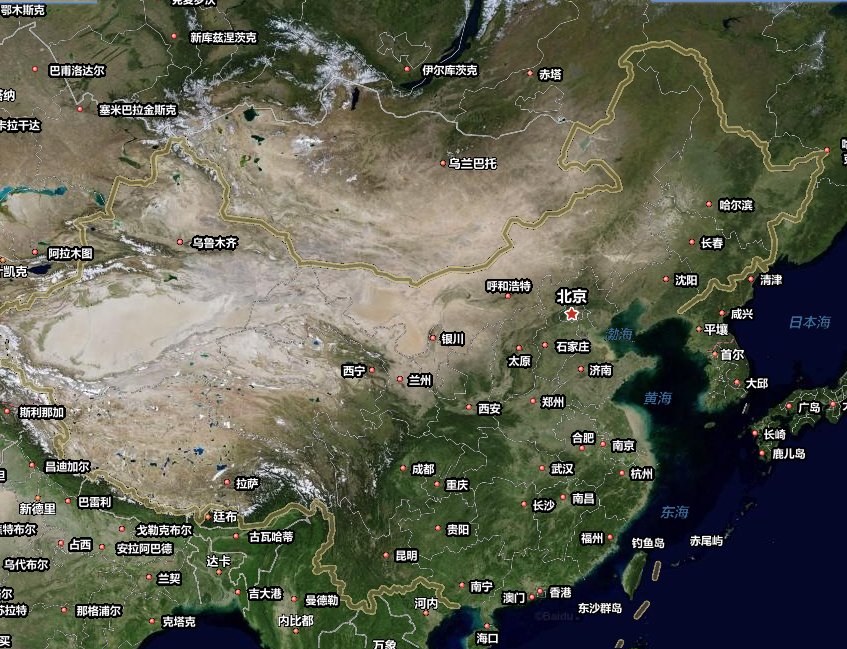 鄂木斯克
新库兹涅茨克
巴甫洛达尔
伊尔库茨克
赤塔
塞米巴拉金斯克
卡拉干达
乌兰巴托
哈尔滨
乌鲁木齐
长春
阿拉木图
沈阳
清津
呼和浩特
北京
咸兴
日本海
平壤
渤海
银川
石家庄
首尔
太原
西宁
济南
兰州
大邱
黄海
郑州
西安
广岛
斯利那加
长崎
合肥
南京
鹿儿岛
昌迪加尔
成都
武汉
杭州
拉萨
重庆
新德里
巴雷利
南昌
长沙
东海
廷布
戈勒克布尔
贵阳
古瓦哈蒂
福州
钓鱼岛
赤尾屿
占西
安拉阿巴德
昆明
达卡
乌代布尔
兰契
南宁
吉大港
曼德勒
河内
澳门
香港
那格浦尔
东沙群岛
克塔克
内比都
©Baidu
海口
万象